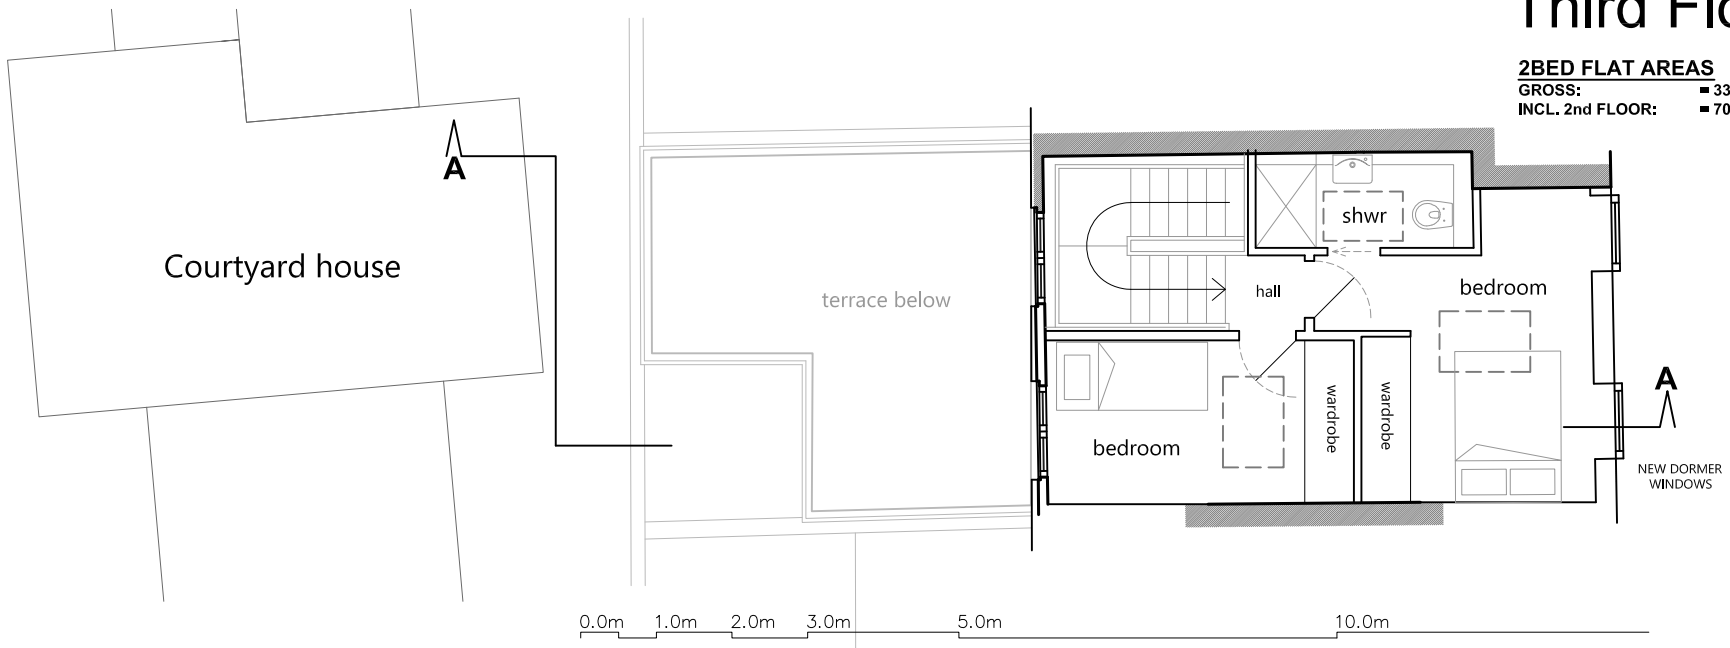 Third Flo
2BED FLAT AREAS
GROSS: = 33
INCL. 2nd FLOOR: = 70
A
Courtyard house
terrace below
shwr
hall
bedroom
bedroom
wardrobe
wardrobe
A
NEW DORMER
WINDOWS
0.0m 1.0m 2.0m 3.0m 5.0m 10.0m